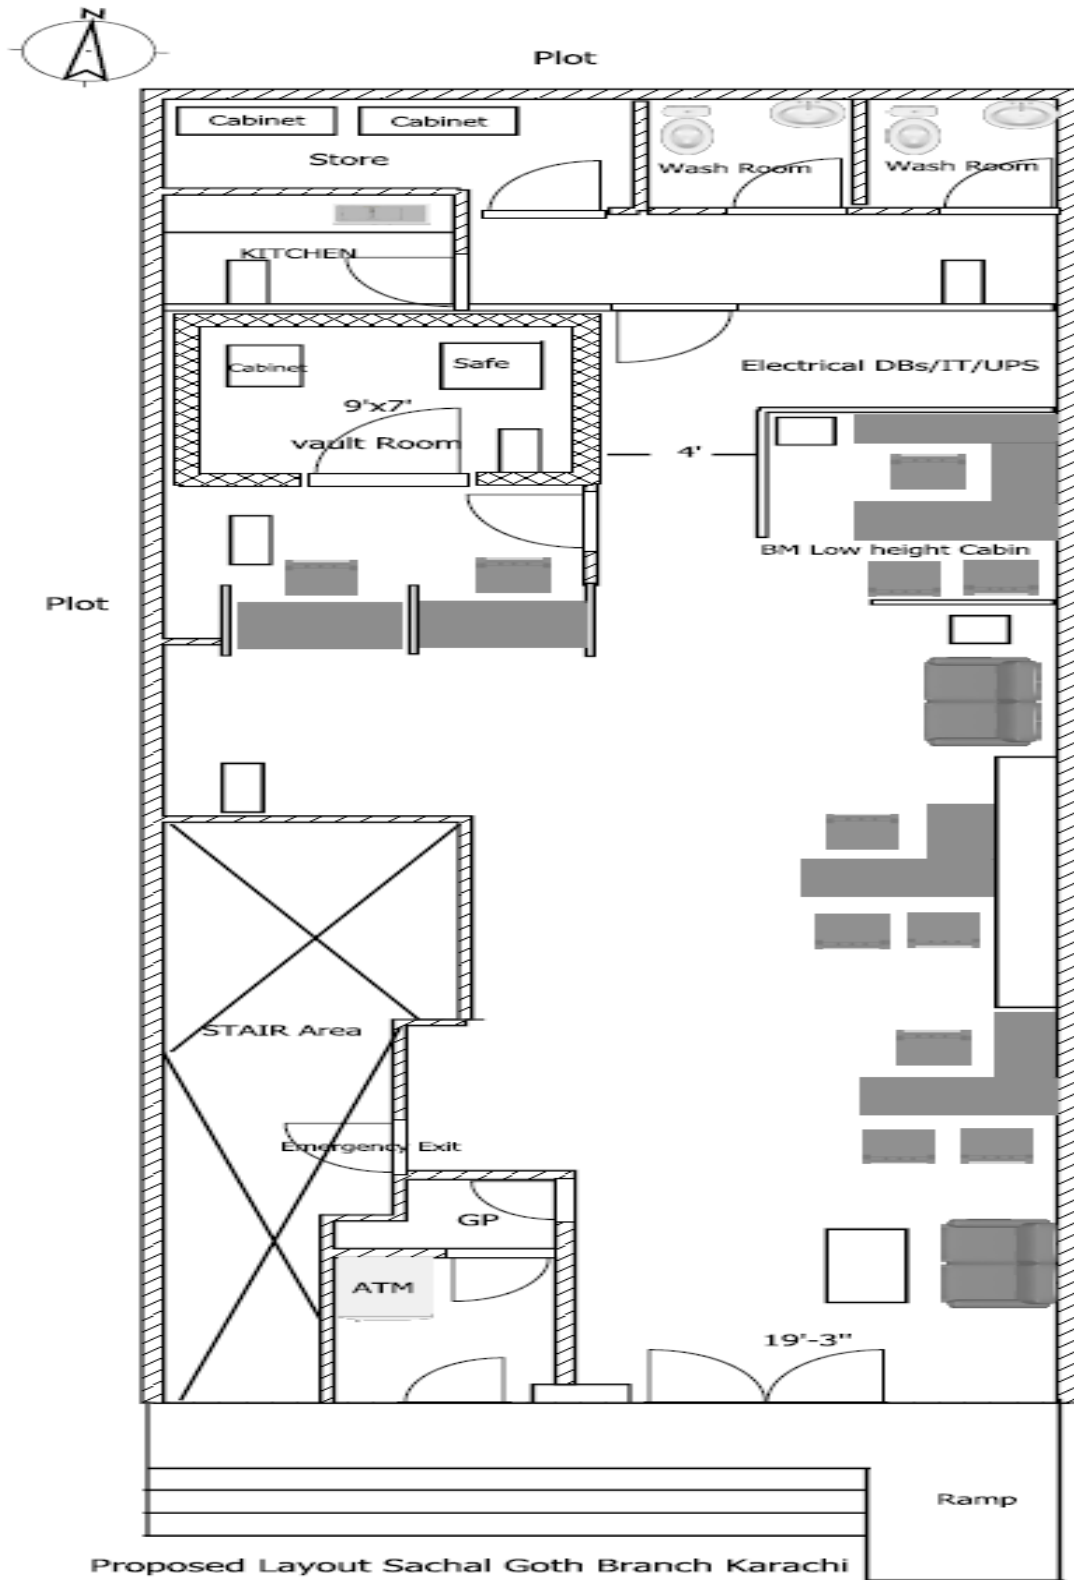 N
Plot
Cabinet
Cabinet
Store
Wash Room
Wash Room
KITCHEN
Cabinet
Safe
Electrical DBs/IT/UPS
9'x7'
vault Room
4'
BM Low height Cabin
Plot
STAIR Area
Emergency Exit
GP
ATM
19'-3"
Ramp
Proposed Layout Sachal Goth Branch Karachi